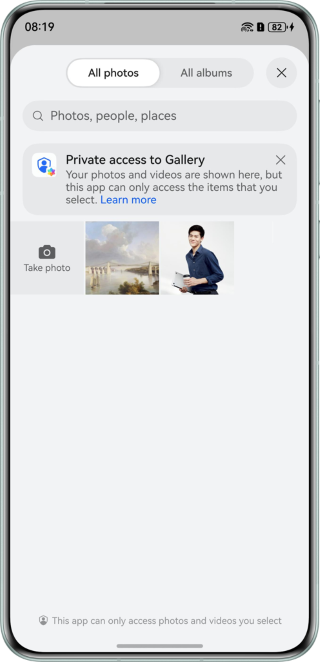 08:19
82
All photos
All albums
Photos, people, places
Private access to Gallery
Your photos and videos are shown here, but
this app can only access the items that you
select. Learn more
Take photo
This app can only access photos and videos you select